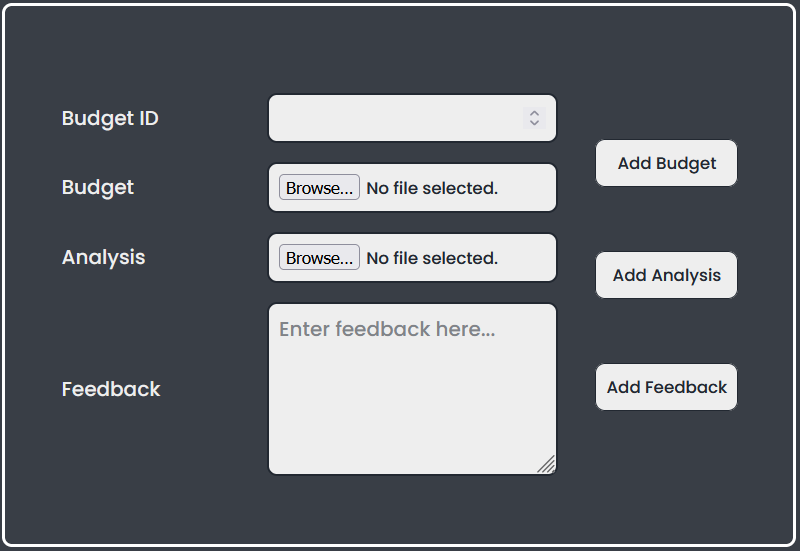 Budget ID
Add Budget
Budget
Browse... No file selected.
Analysis
Browse... No file selected.
Add Analysis
Enter feedback here...
Feedback
Add Feedback